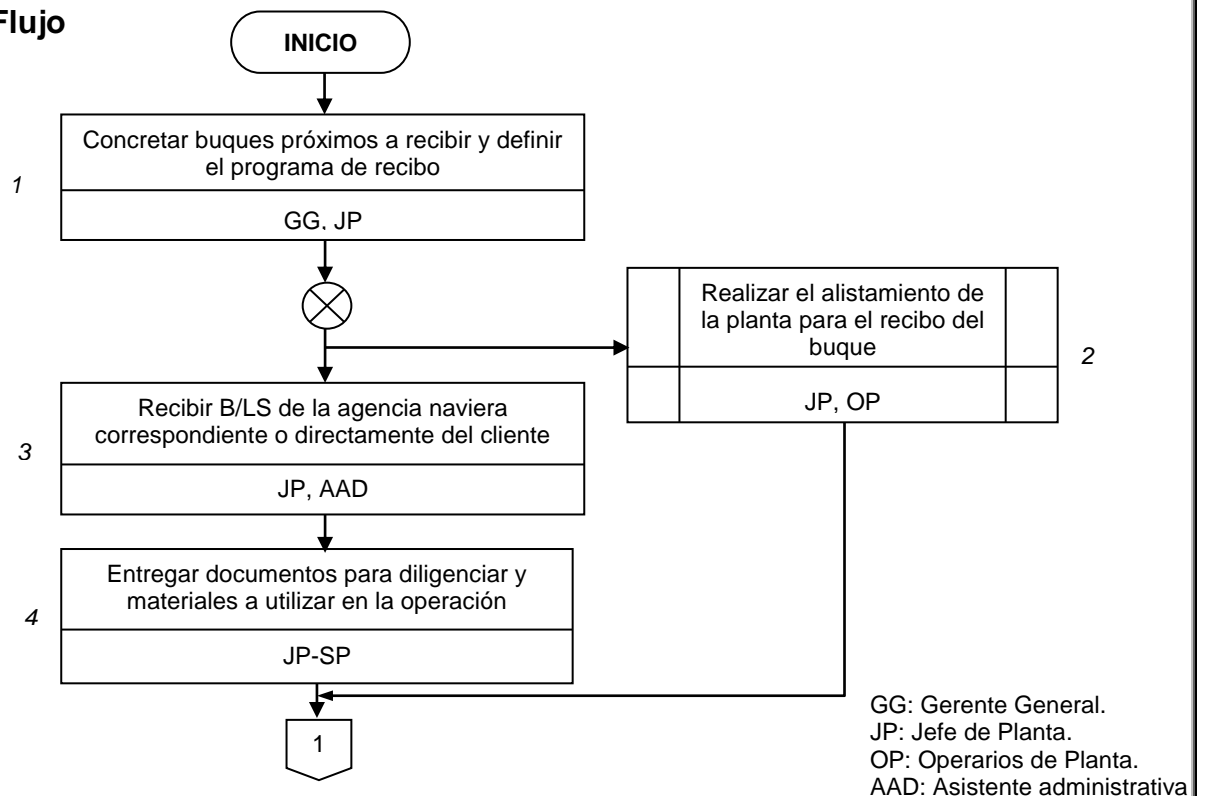 Flujo
INICIO
Concretar buques próximos a recibir y definir
el programa de recibo
1
GG, JP
Realizar el alistamiento de
la planta para el recibo del
buque
2
JP, OP
Recibir B/LS de la agencia naviera
correspondiente o directamente del cliente
3
JP, AAD
Entregar documentos para diligenciar y
materiales a utilizar en la operación
4
JP-SP
1
GG: Gerente General.
JP: Jefe de Planta.
OP: Operarios de Planta.
AAD: Asistente administrativa